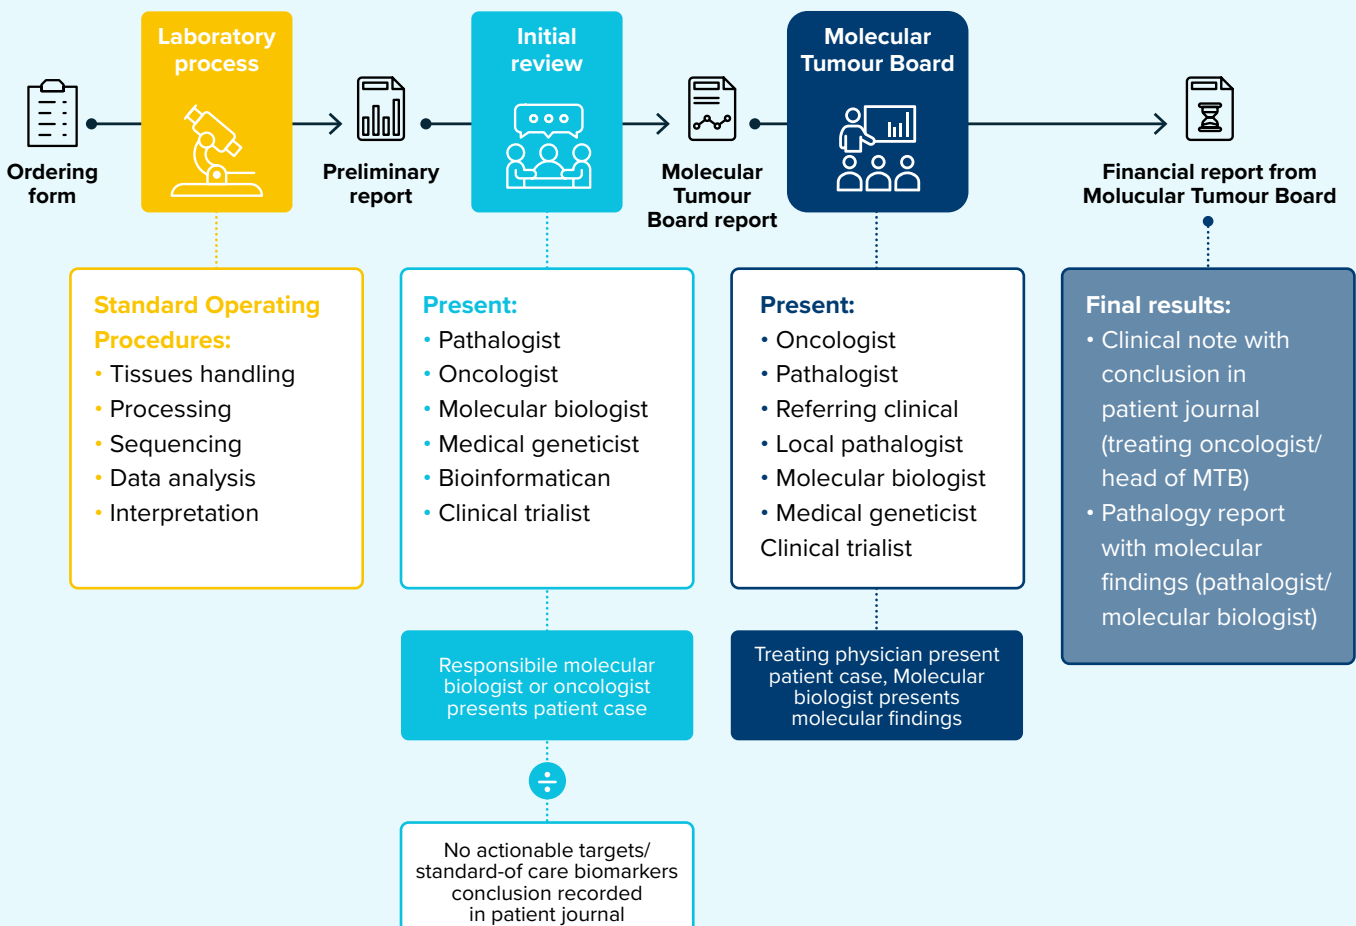 Laboratory
process
Initial
review
Molecular
Tumour Board
Ordering
form
Preliminary
report
Molecular
Tumour
Board report
Financial report from
Molucular Tumour Board
Standard Operating
Procedures:
• Tissues handling
• Processing
• Sequencing
• Data analysis
• Interpretation
Present:
• Pathalogist
• Oncologist
• Molecular biologist
• Medical geneticist
• Bioinformatican
• Clinical trialist
Present:
• Oncologist
• Pathalogist
• Referring clinical
• Local pathalogist
• Molecular biologist
• Medical geneticist
Clinical trialist
Final results:
• Clinical note with
conclusion in
patient journal
(treating oncologist/
head of MTB)
• Pathalogy report
with molecular
findings (pathalogist/
molecular biologist)
Responsibile molecular
biologist or oncologist
presents patient case
Treating physician present
patient case, Molecular
biologist presents
molecular findings
÷
No actionable targets/
standard-of care biomarkers
conclusion recorded
in patient journal